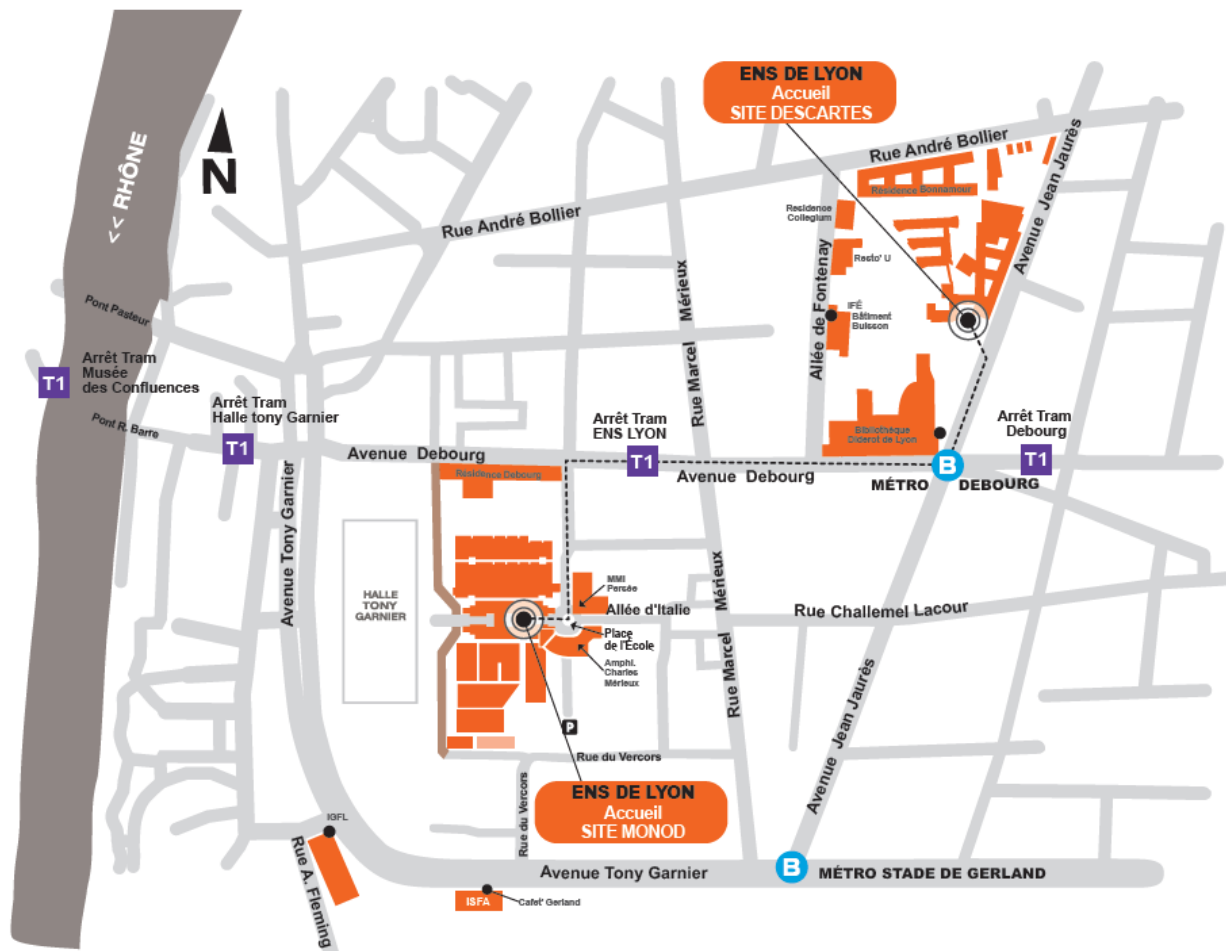 ENS DE LYON
Accueil
SITE DESCARTES
Rue André Bollier
Résidence Bonnamour
Avenue Jean Jaurès
<< RHÔNE
N
Rue André Bollier
Résidence
Collegium
Resto' U
Allée de Fontenay
IFÉ
Bâtiment
Buisson
Rue Marcel Mérieux
Pont Pasteur
T1
Arrêt Tram
Musée
des Confluences
Arrêt Tram
Halle tony Garnier
T1
Pont R. Barre
Arrêt Tram
ENS LYON
T1
Bibliothèque
Diderot de Lyon
Arrêt Tram
Debourg
T1
Avenue Debourg
Avenue Debourg
B
MÉTRO DEBOURG
Résidence Debourg
Avenue Tony Garnier
HALLE
TONY
GARNIER
MMI
Persée
Allée d'Italie
Place
de l'École
Amphi.
Charles
Mérieux
Rue Marcel Mérieux
Rue Challemel Lacour
Avenue Jean Jaurès
P
Rue du Vercors
Rue du Vercors
ENS DE LYON
Accueil
SITE MONOD
IGFL
Rue A. Fleming
Avenue Tony Garnier
B
MÉTRO STADE DE GERLAND
ISFA
Cafet' Gerland